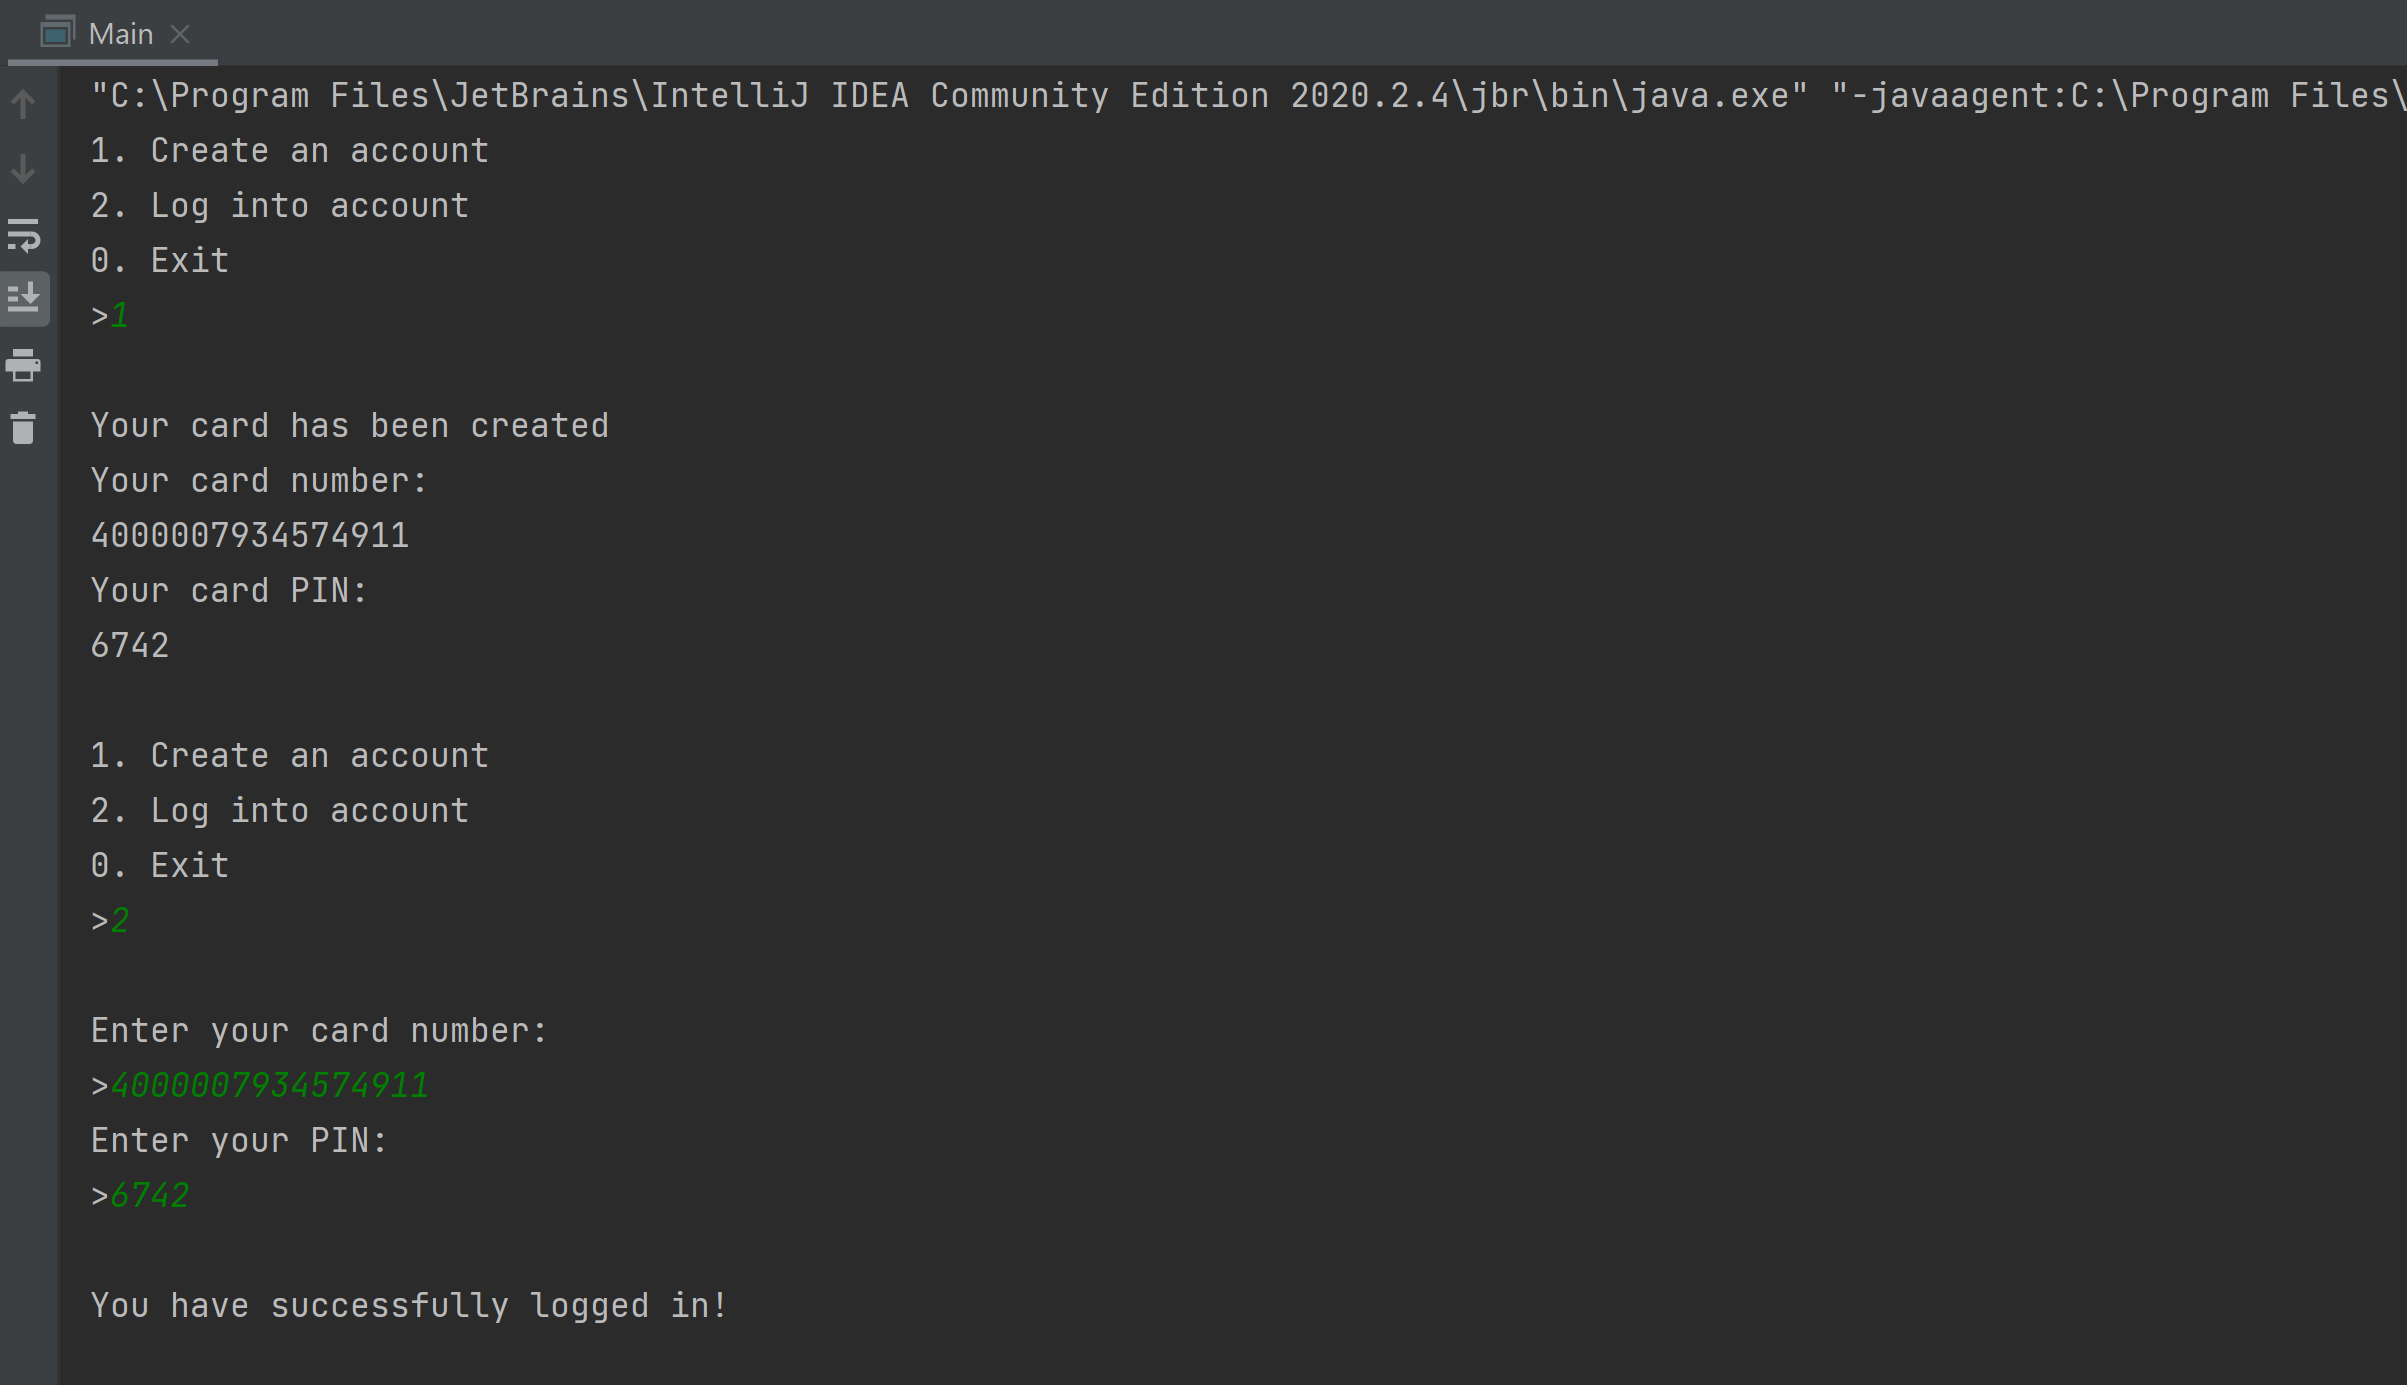 Main
"C:\Program Files\JetBrains\IntelliJ IDEA Community Edition 2020.2.4\jbr\bin\java.exe" "-javaagent:C:\Program Files\
1. Create an account
2. Log into account
0. Exit
>1
Your card has been created
Your card number:
4000007934574911
Your card PIN:
6742
1. Create an account
2. Log into account
0. Exit
>2
Enter your card number:
>4000007934574911
Enter your PIN:
>6742
You have successfully logged in!